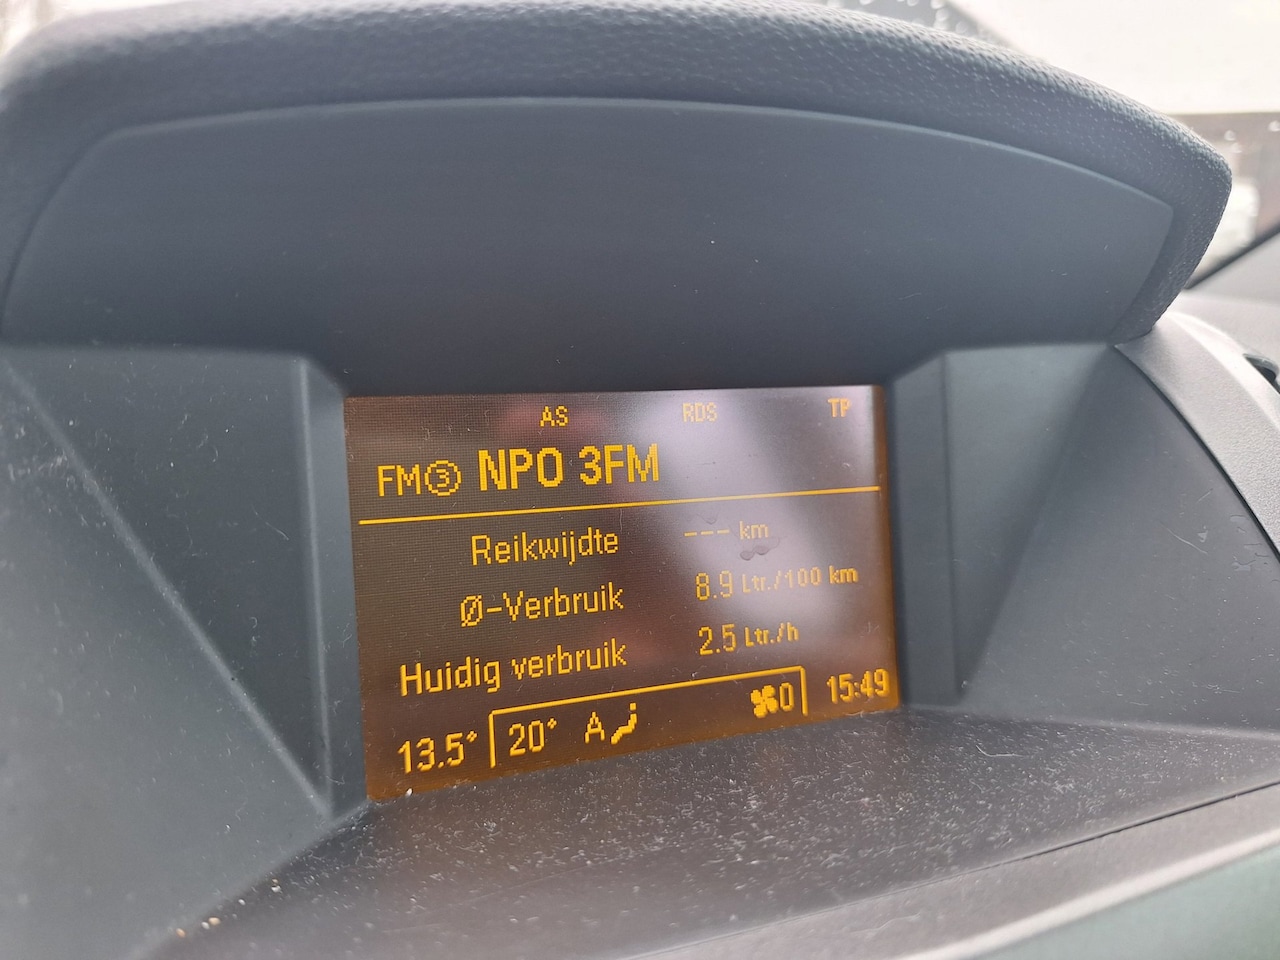 AS RDS TP
FM3 NPO 3FM
Reikwijdte --- km
Ø-Verbruik 8.9 Ltr./100 km
Huidig verbruik 2.5 Ltr./h
13.5° 20° A 0 15:49